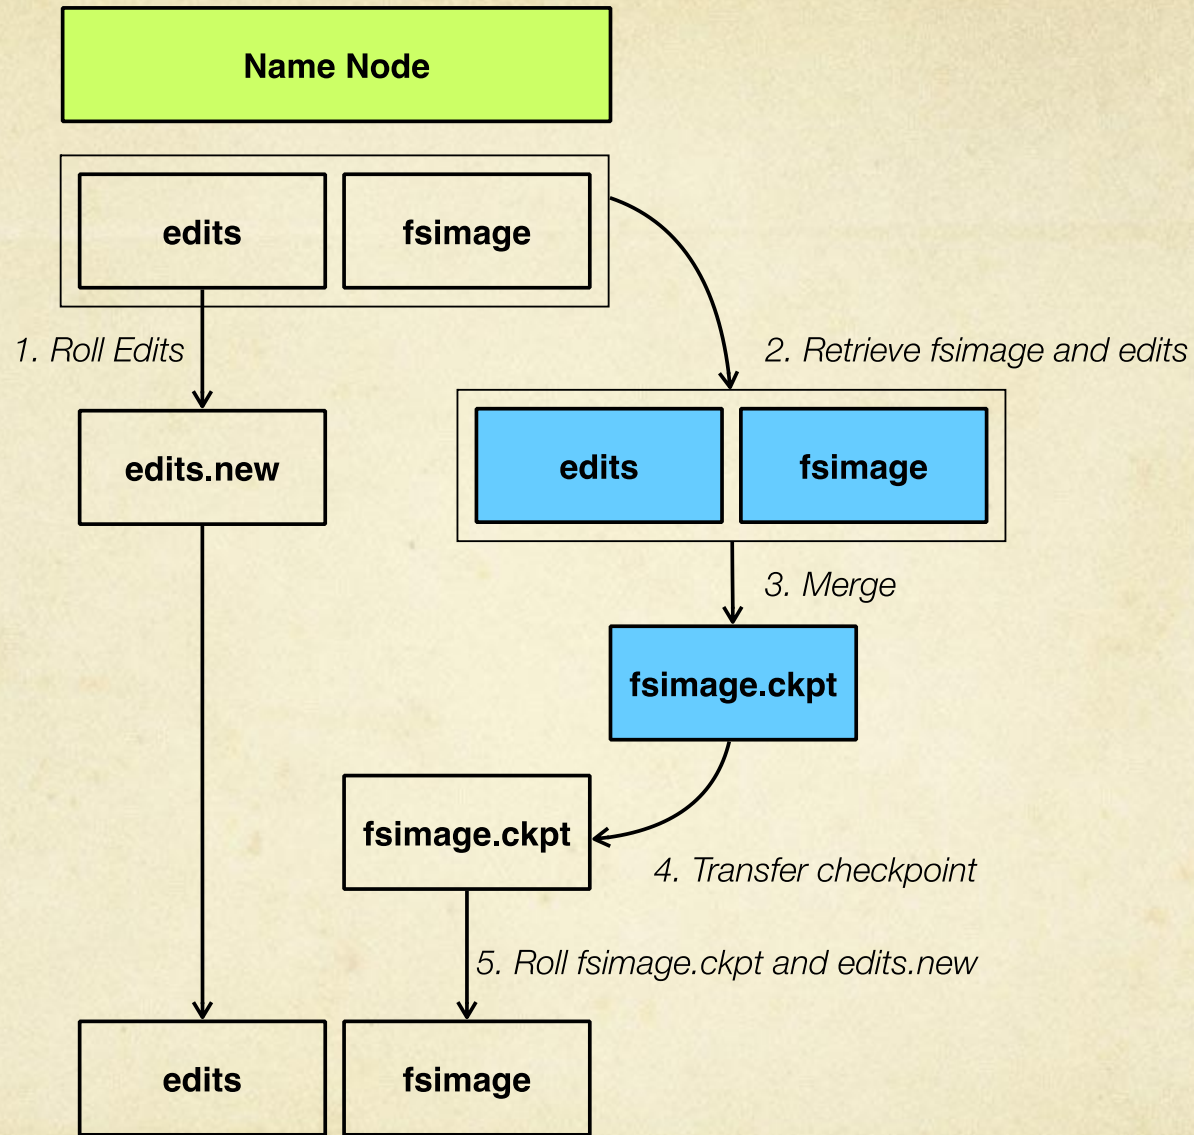 Name Node
edits
fsimage
1. Roll Edits
2. Retrieve fsimage and edits
edits.new
edits
fsimage
3. Merge
fsimage.ckpt
fsimage.ckpt
4. Transfer checkpoint
5. Roll fsimage.ckpt and edits.new
edits
fsimage